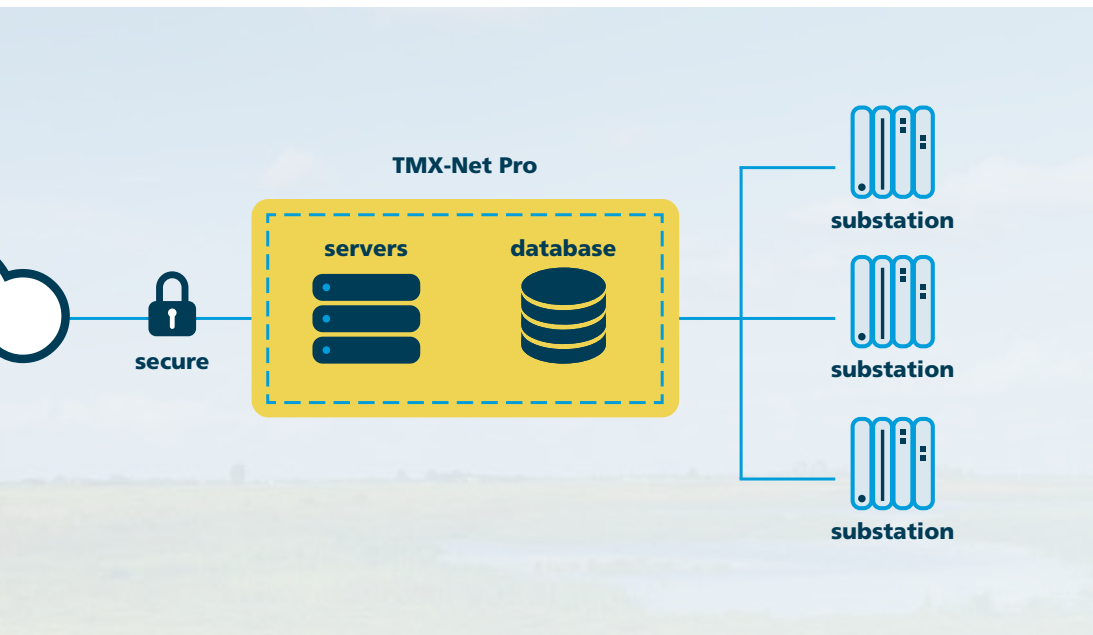 TMX-Net Pro
servers
database
secure
substation
substation
substation